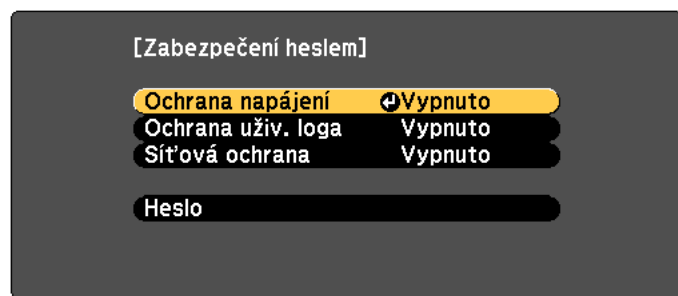 [Zabezpečení heslem]
Ochrana napájení Vypnuto
Ochrana uživ. loga Vypnuto
Síťová ochrana Vypnuto
Heslo